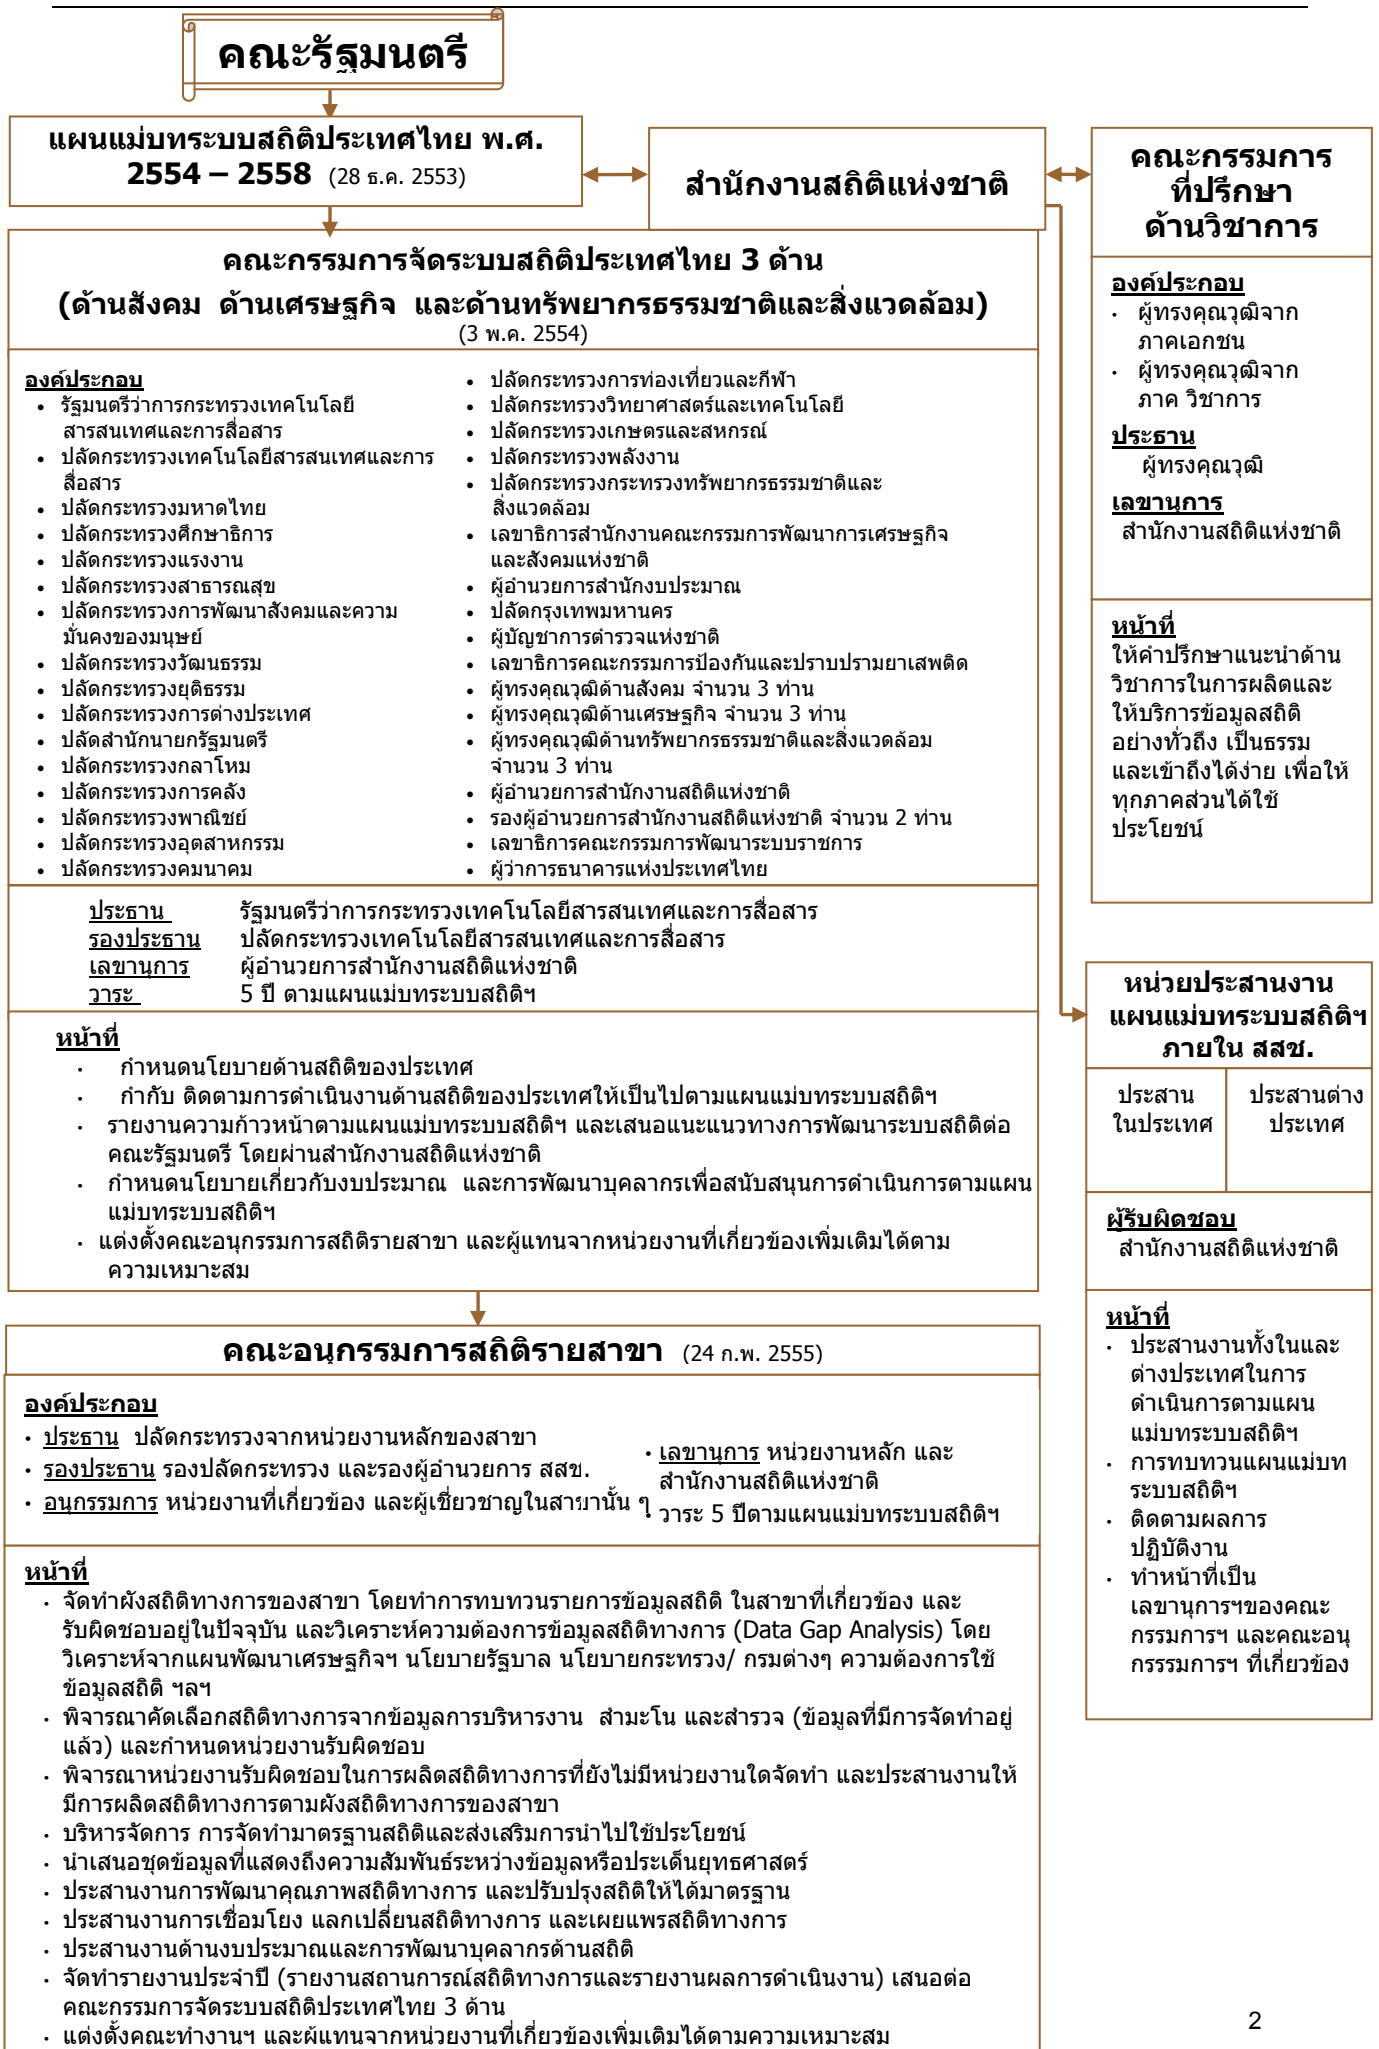 คณะรัฐมนตรี
แผนแม่บทระบบสถิติประเทศไทย พ.ศ.
2554 – 2558 (28 ธ.ค. 2553)
สำนักงานสถิติแห่งชาติ
คณะกรรมการ
ที่ปรึกษา
ด้านวิชาการ
องค์ประกอบ
• ผู้ทรงคุณวุฒิจาก
ภาคเอกชน
• ผู้ทรงคุณวุฒิจาก
ภาค วิชาการ
ประธาน
ผู้ทรงคุณวุฒิ
เลขานุการ
สำนักงานสถิติแห่งชาติ
หน้าที่
ให้คำปรึกษาแนะนำด้าน
วิชาการในการผลิตและ
ให้บริการข้อมูลสถิติ
อย่างทั่วถึง เป็นธรรม
และเข้าถึงได้ง่าย เพื่อให้
ทุกภาคส่วนได้ใช้
ประโยชน์
คณะกรรมการจัดระบบสถิติประเทศไทย 3 ด้าน
(ด้านสังคม ด้านเศรษฐกิจ และด้านทรัพยากรธรรมชาติและสิ่งแวดล้อม)
(3 พ.ค. 2554)
องค์ประกอบ
• รัฐมนตรีว่าการกระทรวงเทคโนโลยี
สารสนเทศและการสื่อสาร
• ปลัดกระทรวงเทคโนโลยีสารสนเทศและการ
สื่อสาร
• ปลัดกระทรวงมหาดไทย
• ปลัดกระทรวงศึกษาธิการ
• ปลัดกระทรวงแรงงาน
• ปลัดกระทรวงสาธารณสุข
• ปลัดกระทรวงการพัฒนาสังคมและความ
มั่นคงของมนุษย์
• ปลัดกระทรวงวัฒนธรรม
• ปลัดกระทรวงยุติธรรม
• ปลัดกระทรวงการต่างประเทศ
• ปลัดสำนักนายกรัฐมนตรี
• ปลัดกระทรวงกลาโหม
• ปลัดกระทรวงการคลัง
• ปลัดกระทรวงพาณิชย์
• ปลัดกระทรวงอุตสาหกรรม
• ปลัดกระทรวงคมนาคม
• ปลัดกระทรวงการท่องเที่ยวและกีฬา
• ปลัดกระทรวงวิทยาศาสตร์และเทคโนโลยี
• ปลัดกระทรวงเกษตรและสหกรณ์
• ปลัดกระทรวงพลังงาน
• ปลัดกระทรวงกระทรวงทรัพยากรธรรมชาติและ
สิ่งแวดล้อม
• เลขาธิการสำนักงานคณะกรรมการพัฒนาการเศรษฐกิจ
และสังคมแห่งชาติ
• ผู้อำนวยการสำนักงบประมาณ
• ปลัดกรุงเทพมหานคร
• ผู้บัญชาการตำรวจแห่งชาติ
• เลขาธิการคณะกรรมการป้องกันและปราบปรามยาเสพติด
• ผู้ทรงคุณวุฒิด้านสังคม จำนวน 3 ท่าน
• ผู้ทรงคุณวุฒิด้านเศรษฐกิจ จำนวน 3 ท่าน
• ผู้ทรงคุณวุฒิด้านทรัพยากรธรรมชาติและสิ่งแวดล้อม
จำนวน 3 ท่าน
• ผู้อำนวยการสำนักงานสถิติแห่งชาติ
• รองผู้อำนวยการสำนักงานสถิติแห่งชาติ จำนวน 2 ท่าน
• เลขาธิการคณะกรรมการพัฒนาระบบราชการ
• ผู้ว่าการธนาคารแห่งประเทศไทย
ประธาน รัฐมนตรีว่าการกระทรวงเทคโนโลยีสารสนเทศและการสื่อสาร
รองประธาน ปลัดกระทรวงเทคโนโลยีสารสนเทศและการสื่อสาร
เลขานุการ ผู้อำนวยการสำนักงานสถิติแห่งชาติ
วาระ 5 ปี ตามแผนแม่บทระบบสถิติฯ
หน้าที่
• กำหนดนโยบายด้านสถิติของประเทศ
• กำกับ ติดตามการดำเนินงานด้านสถิติของประเทศให้เป็นไปตามแผนแม่บทระบบสถิติฯ
• รายงานความก้าวหน้าตามแผนแม่บทระบบสถิติฯ และเสนอแนะแนวทางการพัฒนาระบบสถิติต่อ
คณะรัฐมนตรี โดยผ่านสำนักงานสถิติแห่งชาติ
• กำหนดนโยบายเกี่ยวกับงบประมาณ และการพัฒนาบุคลากรเพื่อสนับสนุนการดำเนินการตามแผน
แม่บทระบบสถิติฯ
• แต่งตั้งคณะอนุกรรมการสถิติรายสาขา และผู้แทนจากหน่วยงานที่เกี่ยวข้องเพิ่มเติมได้ตาม
ความเหมาะสม
หน่วยประสานงาน
แผนแม่บทระบบสถิติฯ
ภายใน สสช.
ประสาน
ในประเทศ
ประสานต่าง
ประเทศ
ผู้รับผิดชอบ
สำนักงานสถิติแห่งชาติ
หน้าที่
• ประสานงานทั้งในและ
ต่างประเทศในการ
ดำเนินการตามแผน
แม่บทระบบสถิติฯ
• การทบทวนแผนแม่บท
ระบบสถิติฯ
• ติดตามผลการ
ปฏิบัติงาน
• ทำหน้าที่เป็น
เลขานุการฯของคณะ
กรรมการฯ และคณะอนุ
กรรรมการฯ ที่เกี่ยวข้อง
คณะอนุกรรมการสถิติรายสาขา (24 ก.พ. 2555)
องค์ประกอบ
• ประธาน ปลัดกระทรวงจากหน่วยงานหลักของสาขา
• รองประธาน รองปลัดกระทรวง และรองผู้อำนวยการ สสช.
• อนุกรรมการ หน่วยงานที่เกี่ยวข้อง และผู้เชี่ยวชาญในสาขานั้น ๆ
• เลขานุการ หน่วยงานหลัก และ
สำนักงานสถิติแห่งชาติ
• วาระ 5 ปีตามแผนแม่บทระบบสถิติฯ
หน้าที่
• จัดทำผังสถิติทางการของสาขา โดยทำการทบทวนรายการข้อมูลสถิติ ในสาขาที่เกี่ยวข้อง และ
รับผิดชอบอยู่ในปัจจุบัน และวิเคราะห์ความต้องการข้อมูลสถิติทางการ (Data Gap Analysis) โดย
วิเคราะห์จากแผนพัฒนาเศรษฐกิจฯ นโยบายรัฐบาล นโยบายกระทรวง/ กรมต่างๆ ความต้องการใช้
ข้อมูลสถิติ ฯลฯ
• พิจารณาคัดเลือกสถิติทางการจากข้อมูลการบริหารงาน สำมะโน และสำรวจ (ข้อมูลที่มีการจัดทำอยู่
แล้ว) และกำหนดหน่วยงานรับผิดชอบ
• พิจารณาหน่วยงานรับผิดชอบในการผลิตสถิติทางการที่ยังไม่มีหน่วยงานใดจัดทำ และประสานงานให้
มีการผลิตสถิติทางการตามผังสถิติทางการของสาขา
• บริหารจัดการ การจัดทำมาตรฐานสถิติและส่งเสริมการนำไปใช้ประโยชน์
• นำเสนอชุดข้อมูลที่แสดงถึงความสัมพันธ์ระหว่างข้อมูลหรือประเด็นยุทธศาสตร์
• ประสานงานการพัฒนาคุณภาพสถิติทางการ และปรับปรุงสถิติให้ได้มาตรฐาน
• ประสานงานการเชื่อมโยง แลกเปลี่ยนสถิติทางการ และเผยแพรสถิติทางการ
• ประสานงานด้านงบประมาณและการพัฒนาบุคลากรด้านสถิติ
• จัดทำรายงานประจำปี (รายงานสถานการณ์สถิติทางการและรายงานผลการดำเนินงาน) เสนอต่อ
คณะกรรมการจัดระบบสถิติประเทศไทย 3 ด้าน
• แต่งตั้งคณะทำงานฯ และผู้แทนจากหน่วยงานที่เกี่ยวข้องเพิ่มเติมได้ตามความเหมาะสม
2